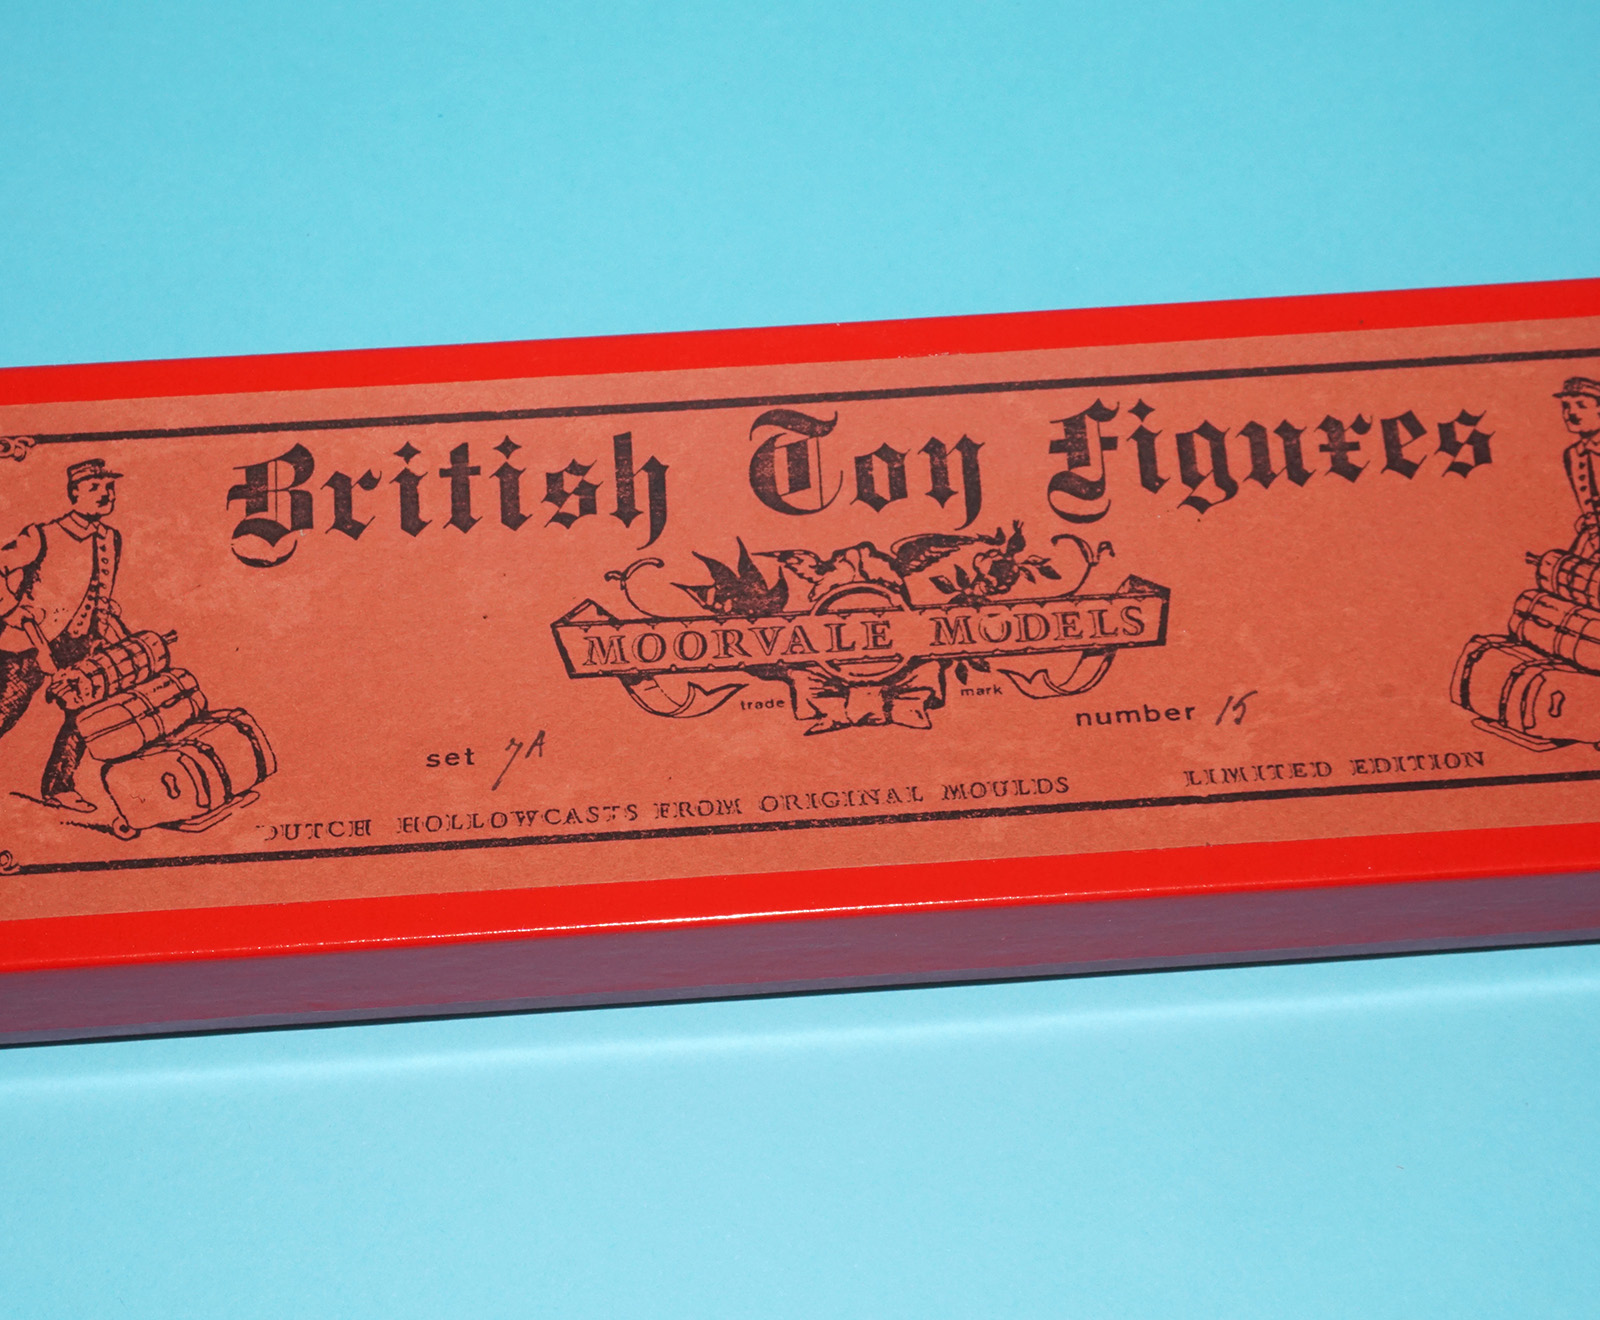 British Toy Figures
MOORVALE MODELS
trade mark
set 7A
number 15
DUTCH HOLLOWCASTS FROM ORIGINAL MOULDS
LIMITED EDITION